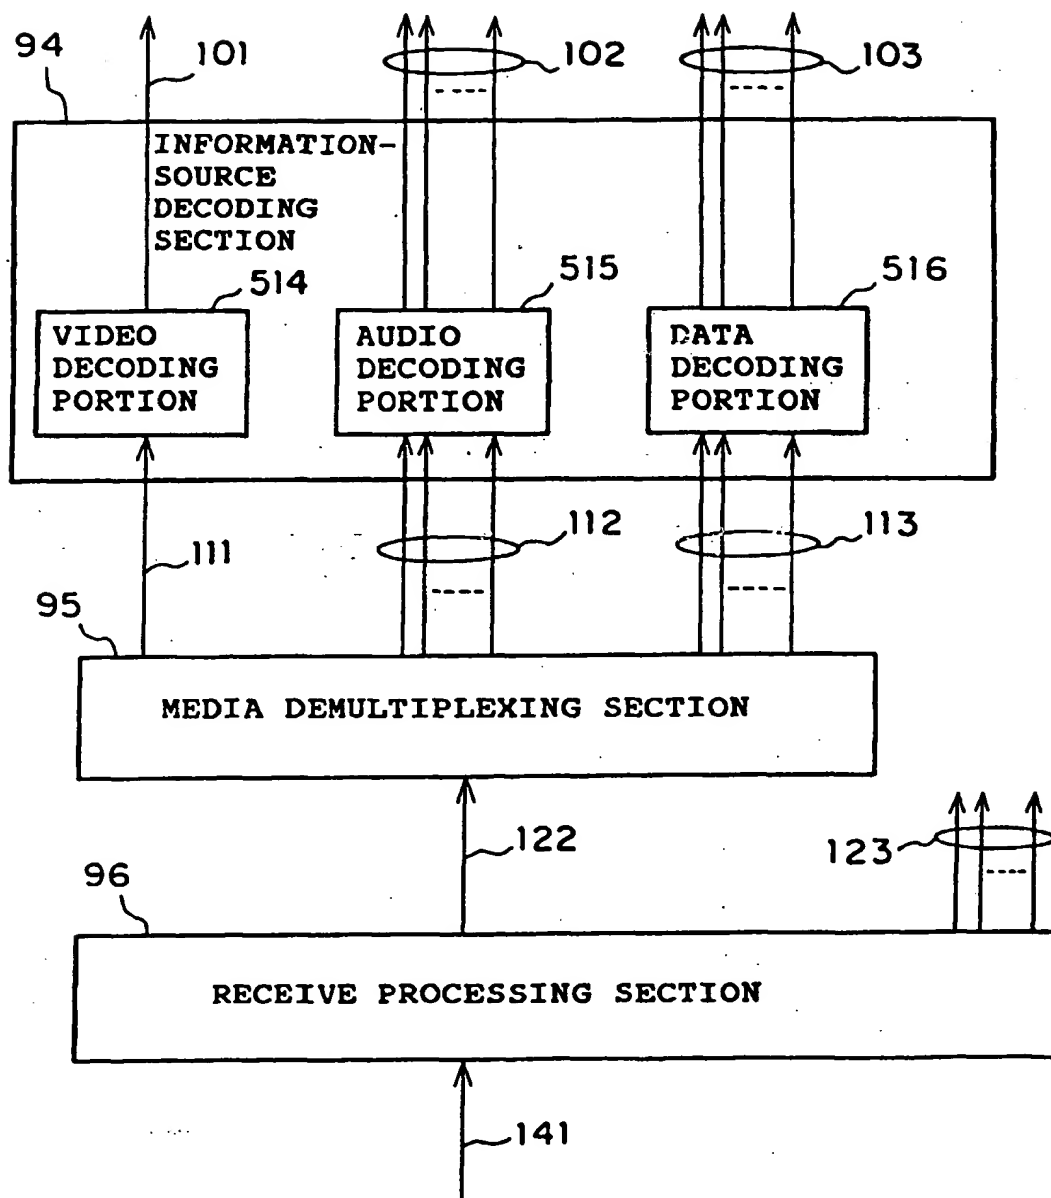 94
101
102
103
INFORMATION-
SOURCE
DECODING
SECTION
514
515
516
VIDEO
DECODING
PORTION
AUDIO
DECODING
PORTION
DATA
DECODING
PORTION
111
112
113
95
MEDIA DEMULTIPLEXING SECTION
122
123
96
RECEIVE PROCESSING SECTION
141